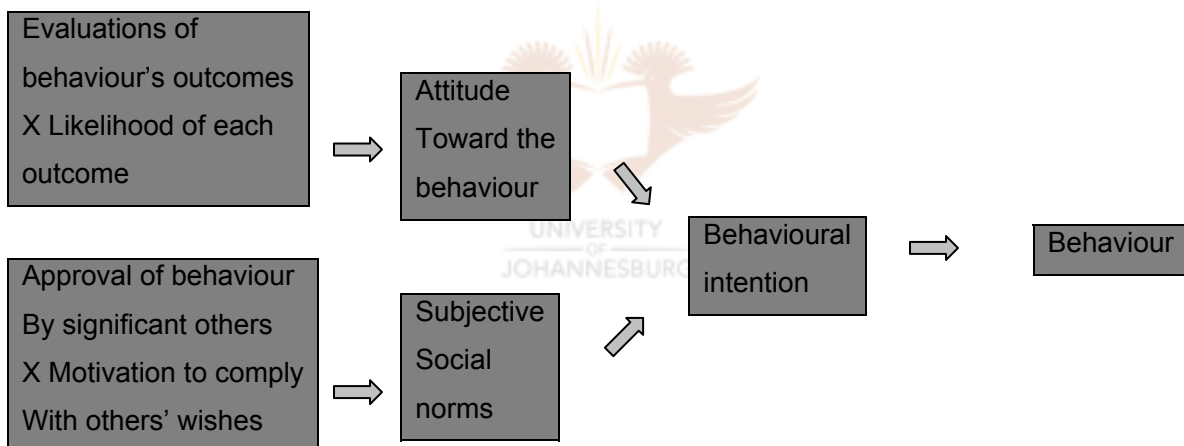 Evaluations of
behaviour's outcomes
X Likelihood of each
outcome
Attitude
Toward the
behaviour
UNIVERSITY
OF
JOHANNESBURG
Approval of behaviour
By significant others
X Motivation to comply
With others' wishes
Subjective
Social
norms
Behavioural
intention
Behaviour